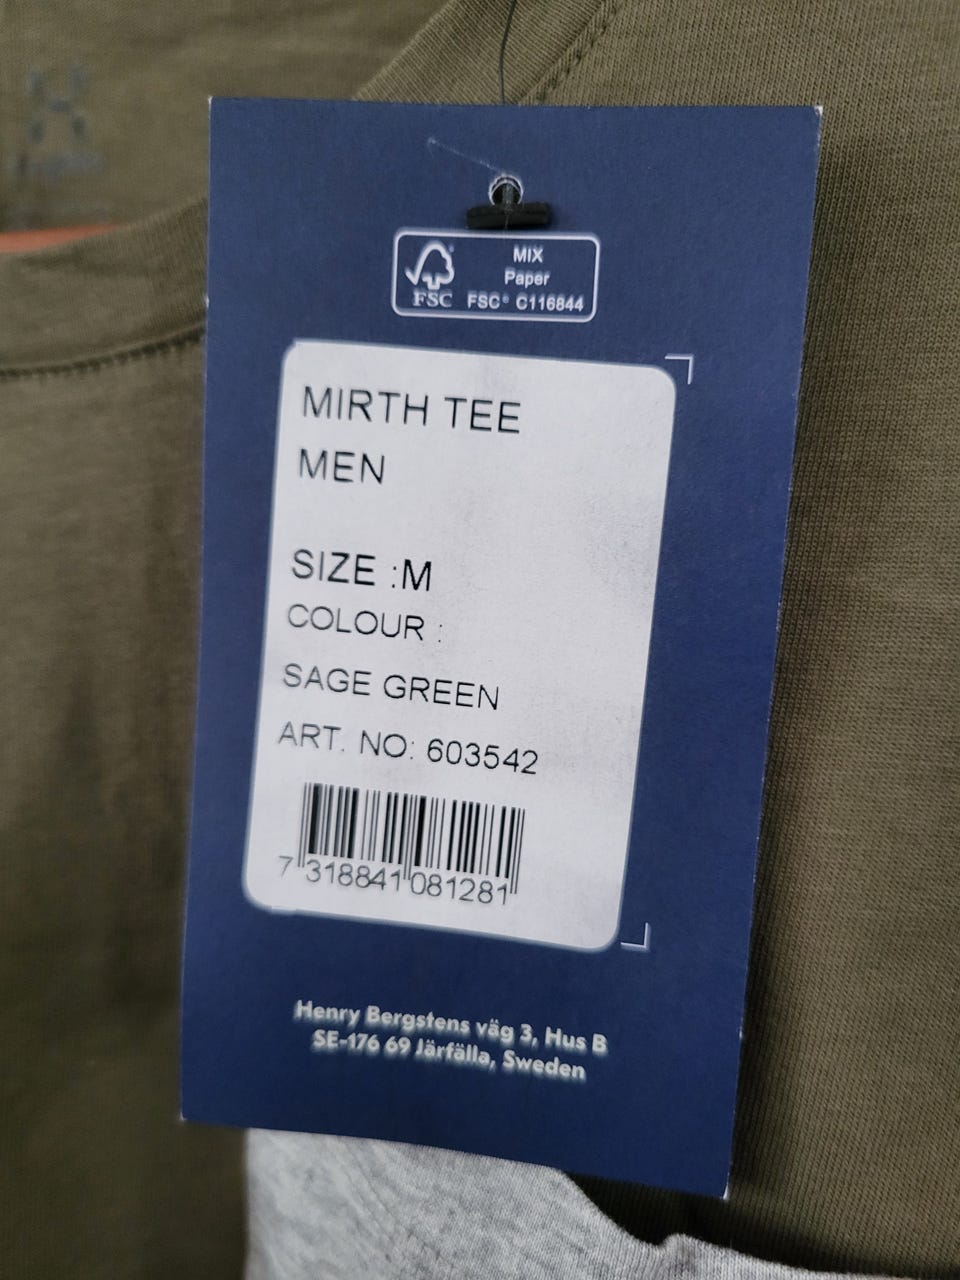 MIX
Paper
FSC
FSC® C116844
MIRTH TEE
MEN
SIZE :M
COLOUR :
SAGE GREEN
ART. NO: 603542
7 318841 081281
Henry Bergstens väg 3, Hus B
SE-176 69 Järfälla, Sweden